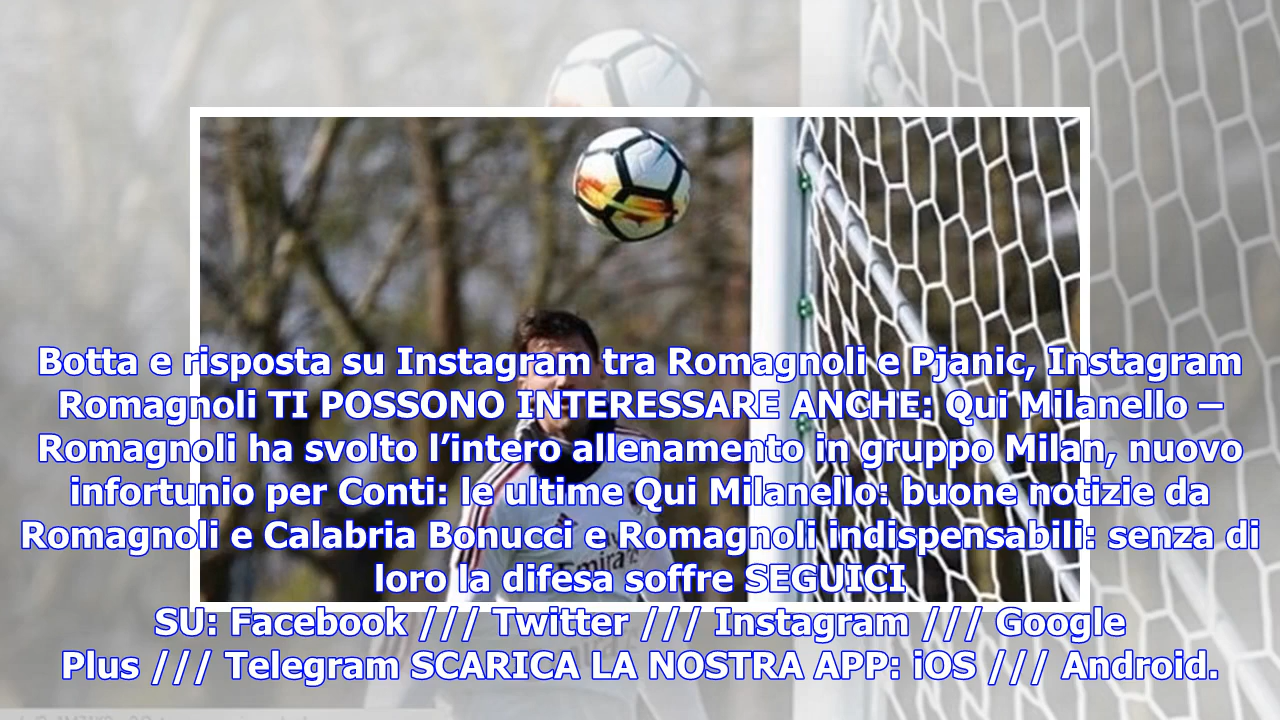 Botta e risposta su Instagram tra Romagnoli e Pjanic, Instagram
Romagnoli TI POSSONO INTERESSARE ANCHE: Qui Milanello –
Romagnoli ha svolto l’intero allenamento in gruppo Milan, nuovo
infortunio per Conti: le ultime Qui Milanello: buone notizie da
Romagnoli e Calabria Bonucci e Romagnoli indispensabili: senza di
loro la difesa soffre SEGUICI
SU: Facebook /// Twitter /// Instagram /// Google
Plus /// Telegram SCARICA LA NOSTRA APP: iOS /// Android.